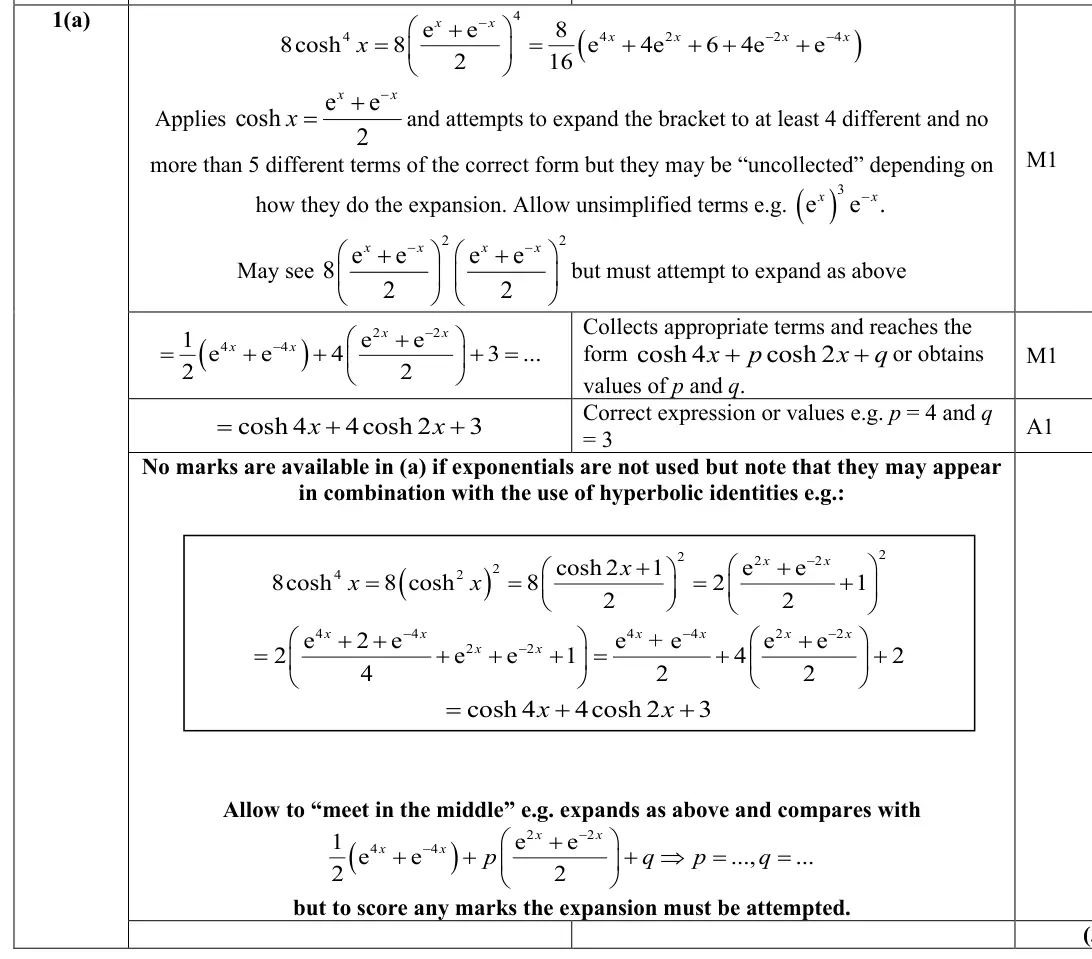 1(a)
8cosh⁴ x = 8((eˣ + e⁻ˣ)/2)⁴ = 8/16 (e⁴ˣ + 4e²ˣ + 6 + 4e⁻²ˣ + e⁻⁴ˣ)
Applies cosh x = (eˣ + e⁻ˣ)/2 and attempts to expand the bracket to at least 4 different and no
more than 5 different terms of the correct form but they may be “uncollected” depending on
how they do the expansion. Allow unsimplified terms e.g. (eˣ)³ e⁻ˣ.
May see 8((eˣ + e⁻ˣ)/2)² ((eˣ + e⁻ˣ)/2)² but must attempt to expand as above
M1
= 1/2 (e⁴ˣ + e⁻⁴ˣ) + 4((e²ˣ + e⁻²ˣ)/2) + 3 = ...
Collects appropriate terms and reaches the
form cosh 4x + p cosh 2x + q or obtains
values of p and q.
M1
= cosh 4x + 4 cosh 2x + 3
Correct expression or values e.g. p = 4 and q
= 3
A1
No marks are available in (a) if exponentials are not used but note that they may appear
in combination with the use of hyperbolic identities e.g.:
8cosh⁴ x = 8(cosh² x)² = 8((cosh 2x + 1)/2)² = 2((e²ˣ + e⁻²ˣ)/2 + 1)²
= 2((e⁴ˣ + 2 + e⁻⁴ˣ)/4 + e²ˣ + e⁻²ˣ + 1) = (e⁴ˣ + e⁻⁴ˣ)/2 + 4((e²ˣ + e⁻²ˣ)/2) + 2
= cosh 4x + 4 cosh 2x + 3
Allow to “meet in the middle” e.g. expands as above and compares with
1/2 (e⁴ˣ + e⁻⁴ˣ) + p((e²ˣ + e⁻²ˣ)/2) + q ⇒ p = ..., q = ...
but to score any marks the expansion must be attempted.
(